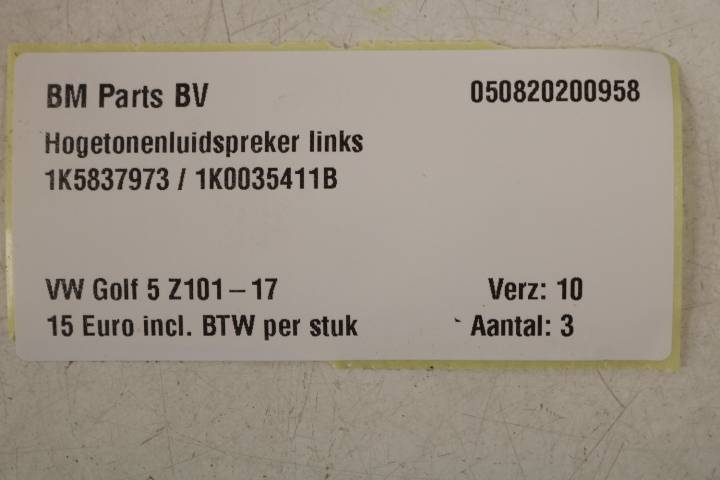 BM Parts BV 050820200958
Hogetonenluidspreker links
1K5837973 / 1K0035411B
VW Golf 5 Z101–17 Verz: 10
15 Euro incl. BTW per stuk Aantal: 3